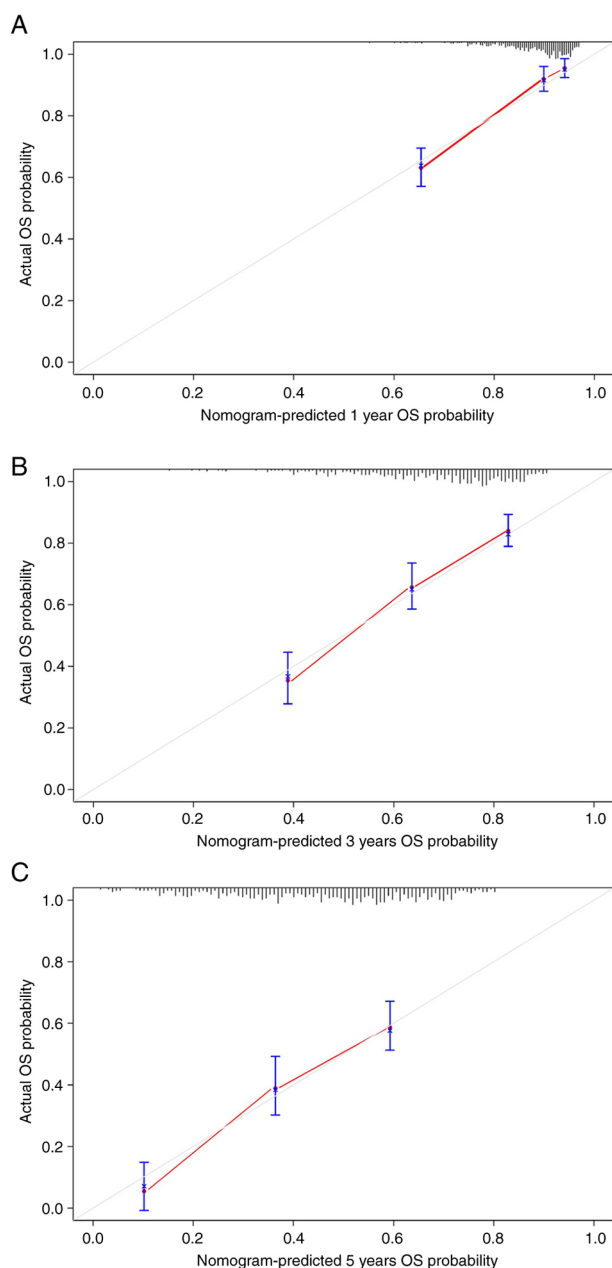 A
1.0
0.8
0.6
0.4
0.2
0.0
Actual OS probability
0.0 0.2 0.4 0.6 0.8 1.0
Nomogram-predicted 1 year OS probability
B
1.0
0.8
0.6
0.4
0.2
0.0
Actual OS probability
0.0 0.2 0.4 0.6 0.8 1.0
Nomogram-predicted 3 years OS probability
C
1.0
0.8
0.6
0.4
0.2
0.0
Actual OS probability
0.0 0.2 0.4 0.6 0.8 1.0
Nomogram-predicted 5 years OS probability